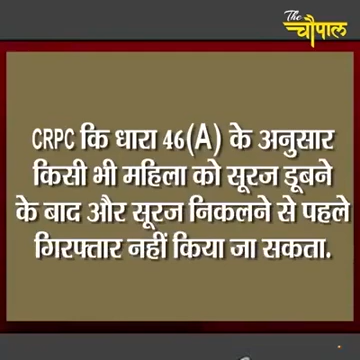 The
चौपाल
CRPC कि धारा 46(A) के अनुसार
किसी भी महिला को सूरज डूबने
के बाद और सूरज निकलने से पहले
गिरफ्तार नहीं किया जा सकता.